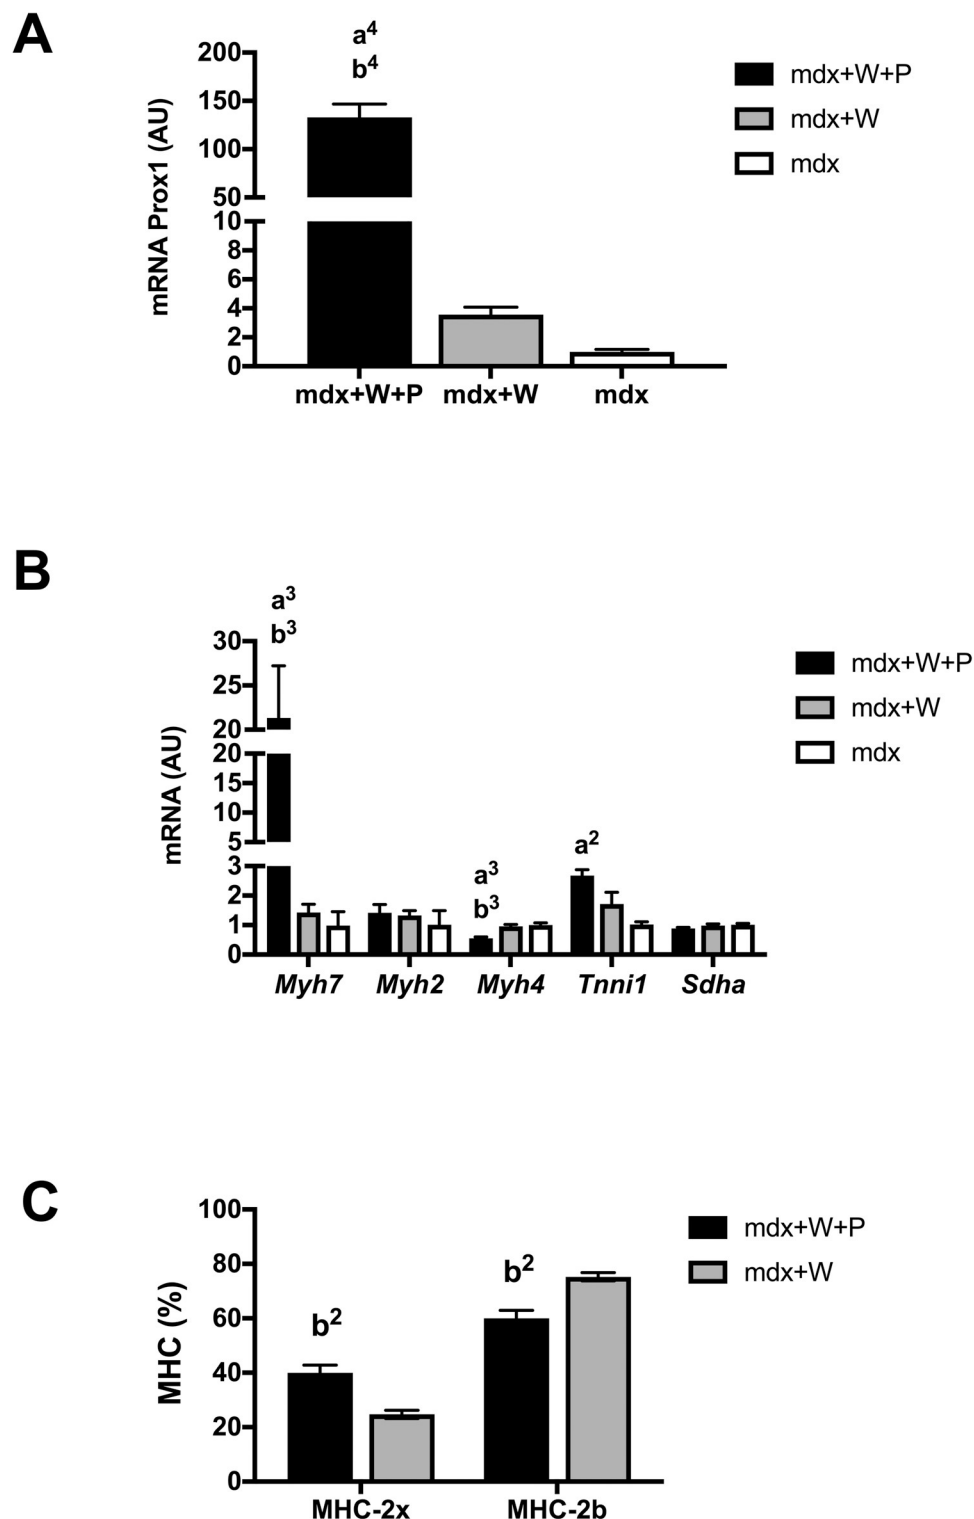 A
mRNA Prox1 (AU)
200
150
100
50
10
8
6
4
2
0
a4
b4
mdx+W+P
mdx+W
mdx
mdx+W+P
mdx+W
mdx
B
mRNA (AU)
30
25
20
20
15
10
5
3
2
1
0
a3
b3
a3
b3
a2
Myh7
Myh2
Myh4
Tnni1
Sdha
mdx+W+P
mdx+W
mdx
C
MHC (%)
100
80
60
40
20
0
b2
b2
MHC-2x
MHC-2b
mdx+W+P
mdx+W